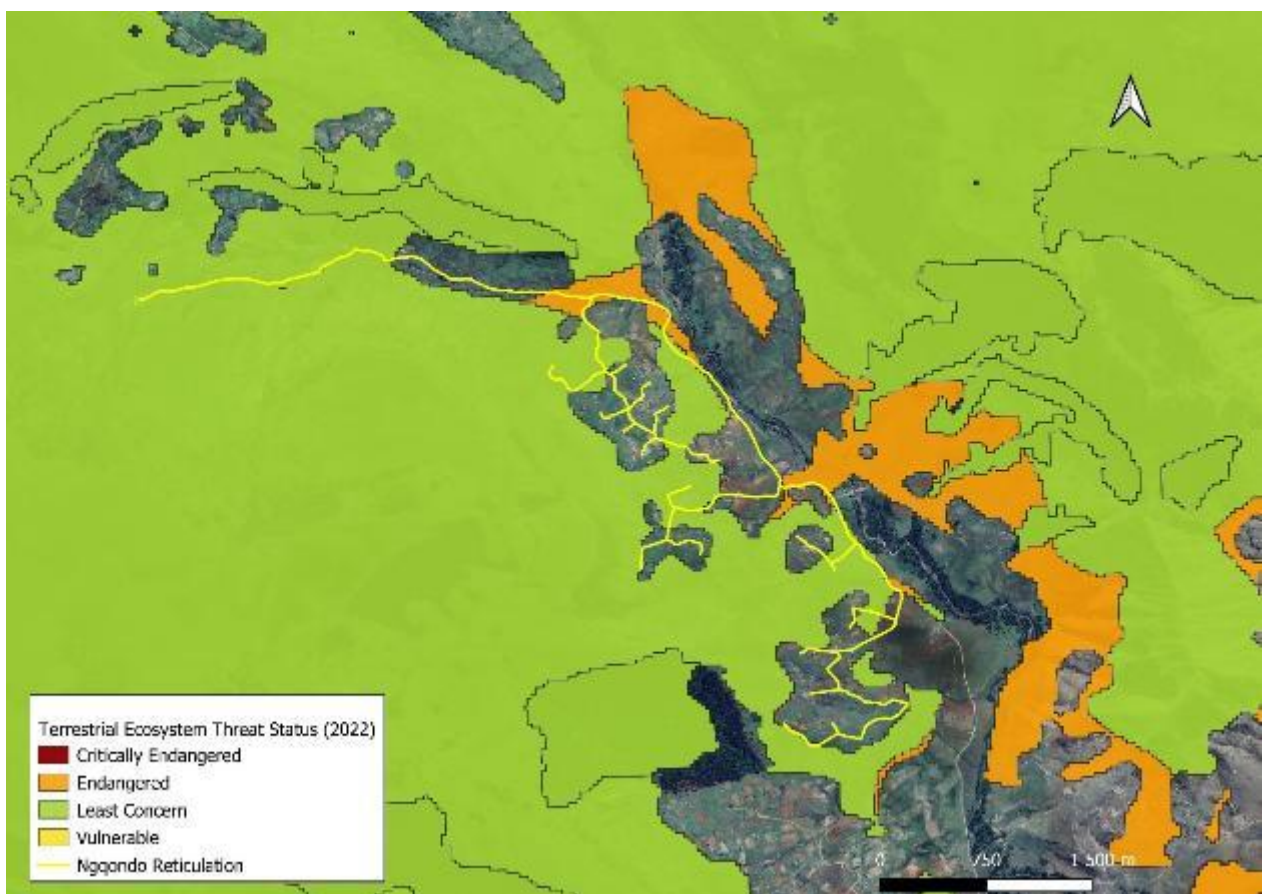 Terrestrial Ecosystem Threat Status (2022)
Critically Endangered
Endangered
Least Concern
Vulnerable
Ngqondo Reticulation
0 750 1 500 m